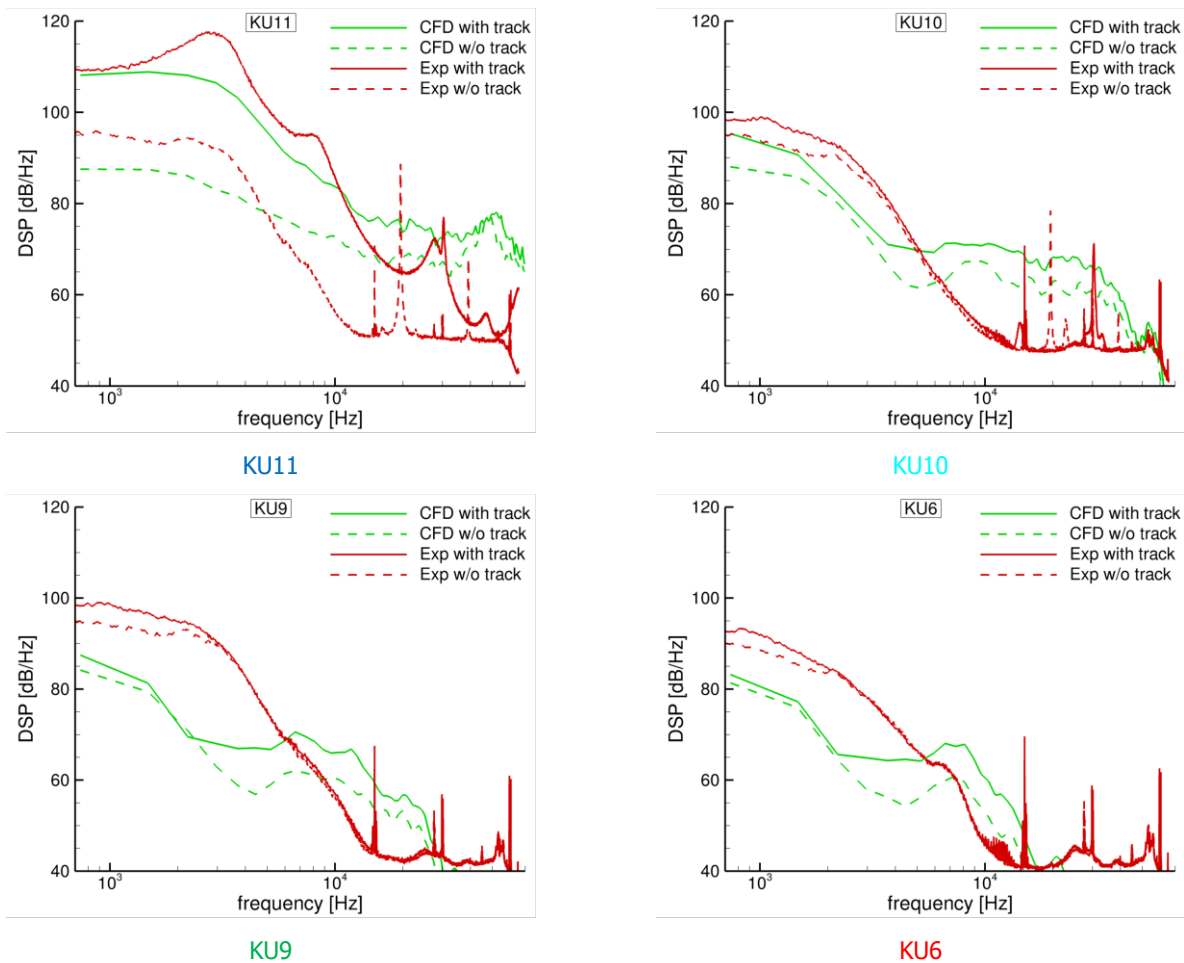 KU11
CFD with track
CFD w/o track
Exp with track
Exp w/o track
120
100
80
60
40
DSP [dB/Hz]
10³
10⁴
frequency [Hz]
KU11
KU10
CFD with track
CFD w/o track
Exp with track
Exp w/o track
120
100
80
60
40
DSP [dB/Hz]
10³
10⁴
frequency [Hz]
KU10
KU9
CFD with track
CFD w/o track
Exp with track
Exp w/o track
120
100
80
60
40
DSP [dB/Hz]
10³
10⁴
frequency [Hz]
KU9
KU6
CFD with track
CFD w/o track
Exp with track
Exp w/o track
120
100
80
60
40
DSP [dB/Hz]
10³
10⁴
frequency [Hz]
KU6